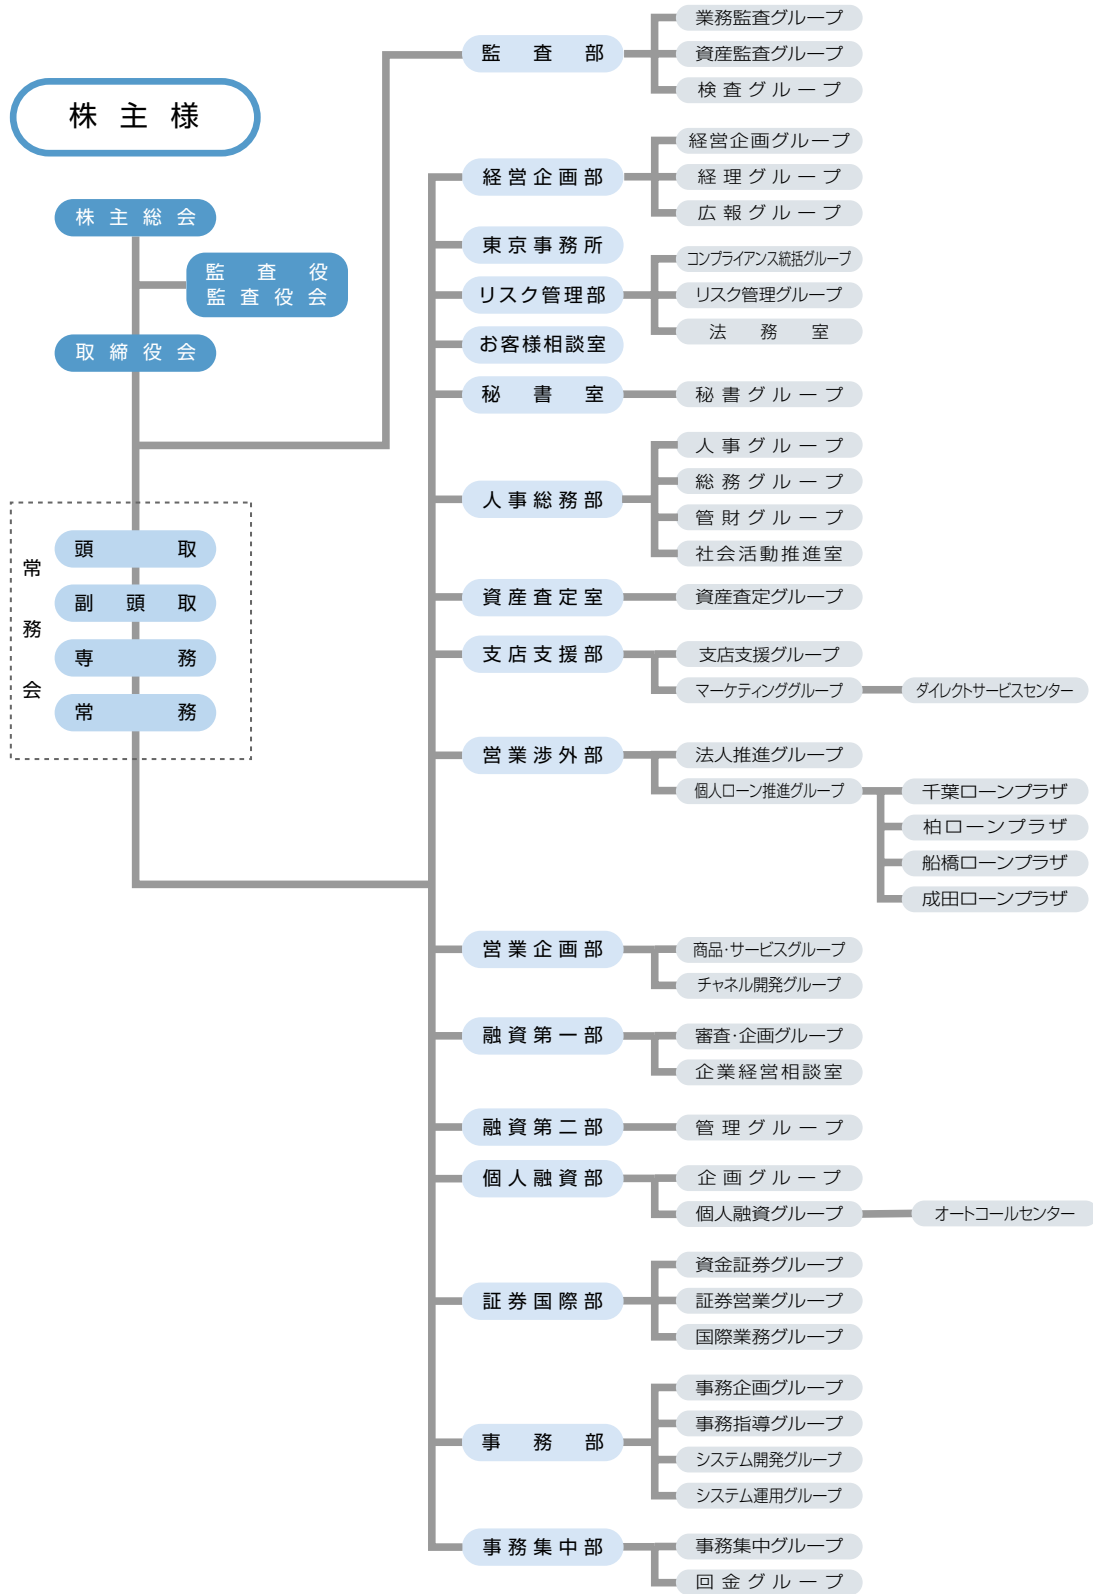 株主様
株主総会
監査役
監査役会
取締役会
常務会
頭取
副頭取
専務
常務
監査部
業務監査グループ
資産監査グループ
検査グループ
経営企画部
経営企画グループ
経理グループ
広報グループ
東京事務所
リスク管理部
コンプライアンス統括グループ
リスク管理グループ
法務室
お客様相談室
秘書室
秘書グループ
人事総務部
人事グループ
総務グループ
管財グループ
社会活動推進室
資産査定室
資産査定グループ
支店支援部
支店支援グループ
マーケティンググループ
ダイレクトサービスセンター
営業渉外部
法人推進グループ
個人ローン推進グループ
千葉ローンプラザ
柏ローンプラザ
船橋ローンプラザ
成田ローンプラザ
営業企画部
商品・サービスグループ
チャネル開発グループ
融資第一部
審査・企画グループ
企業経営相談室
融資第二部
管理グループ
個人融資部
企画グループ
個人融資グループ
オートコールセンター
証券国際部
資金証券グループ
証券営業グループ
国際業務グループ
事務部
事務企画グループ
事務指導グループ
システム開発グループ
システム運用グループ
事務集中部
事務集中グループ
回金グループ